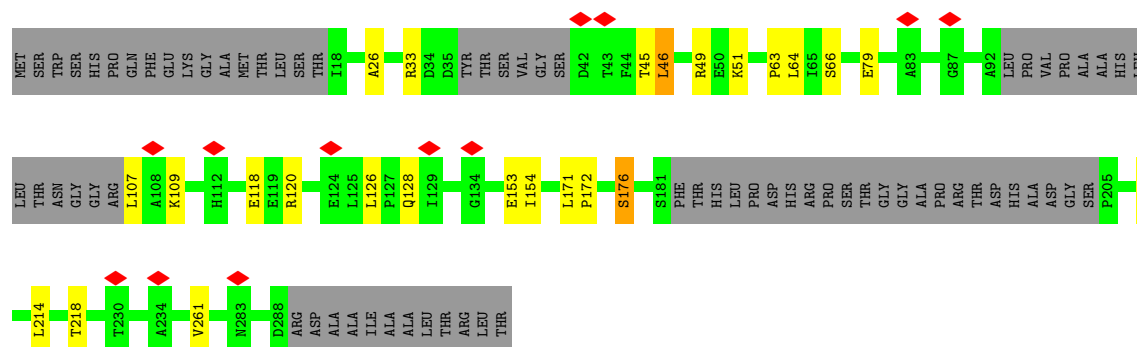 MET SER TRP SER HIS PRO GLN PHE GLU LYS GLY ALA MET THR LEU SER THR I18 A26 R33 D34 D35 TYR THR SER VAL GLY SER D42 T43 F44 T45 L46 R49 E50 K51 P63 L64 I65 S66 E79 A83 G87 A92 LEU PRO VAL PRO PRO ALA ALA HIS LEU
LEU THR ASN GLY GLY ARG L107 A108 K109 H112 E118 E119 R120 E124 L125 L126 P127 Q128 I129 G134 E153 I154 L171 P172 S176 S181 PHE THR HIS LEU PRO ASP HIS ARG PRO SER THR GLY GLY ALA PRO ARG THR ASP HIS ALA ASP GLY SER P205
L214 T218 T230 A234 V261 N283 D288 ARG ASP ALA ALA ILE ALA ALA LEU THR ARG LEU THR